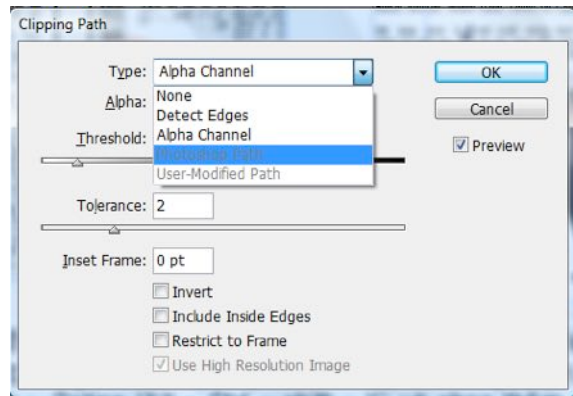 Clipping Path
Type: Alpha Channel
OK
None
Detect Edges
Alpha Channel
Photoshop Path
User-Modified Path
Alpha:
Cancel
Threshold:
Preview
Tolerance: 2
Inset Frame: 0 pt
Invert
Include Inside Edges
Restrict to Frame
Use High Resolution Image